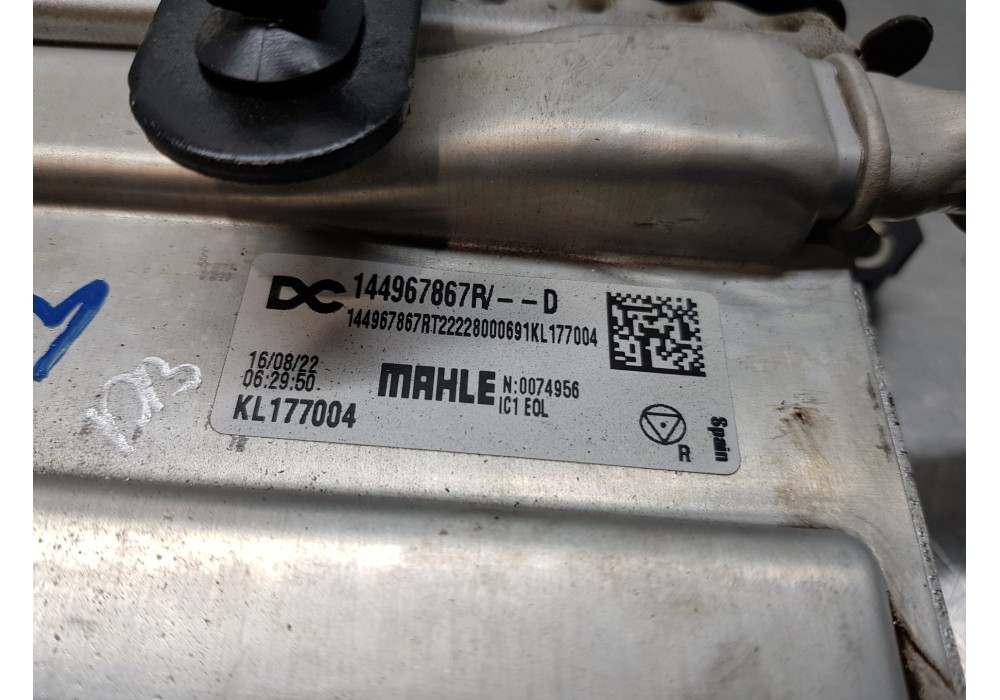 DC 144967867R/--D
144967867RT22228000691KL177004
16/08/22
06:29:50
KL177004
MAHLE N:0074956
IC1 EOL
R
Spain